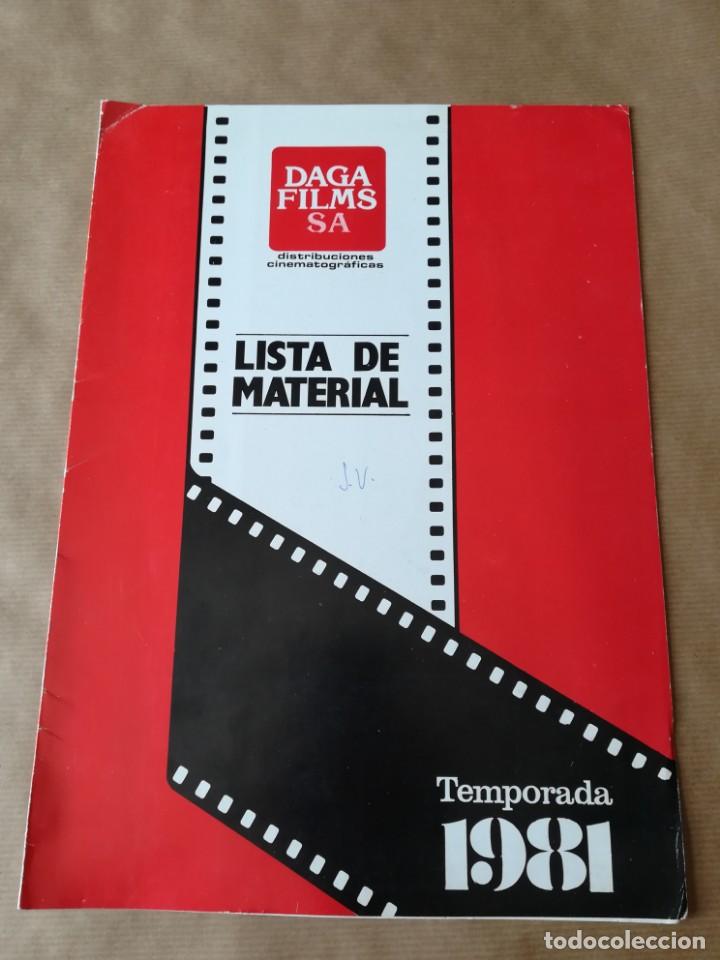 DAGA
FILMS
SA
distribuciones
cinematográficas
LISTA DE
MATERIAL
J.V.
Temporada
1981
todocoleccion